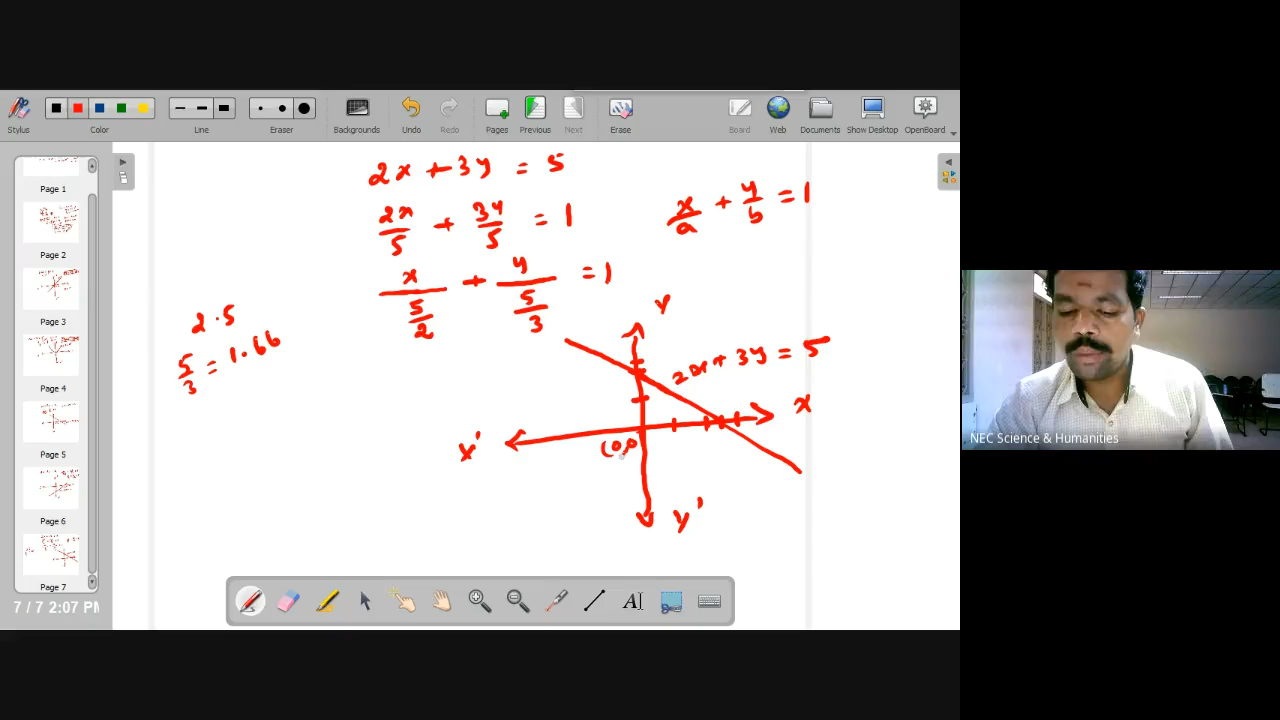 Stylus Color Line Eraser Backgrounds Undo Redo Pages Previous Next Erase Board Web Documents Show Desktop OpenBoard
Page 1
Page 2
Page 3
Page 4
Page 5
Page 6
Page 7
7 / 7 2:07 PM
2x + 3y = 5
2x/5 + 3y/5 = 1
x/a + y/b = 1
x/(5/2) + y/(5/3) = 1
2.5
5/3 = 1.66
Y
2x + 3y = 5
X
X'
(0,0
Y'
NEC Science & Humanities